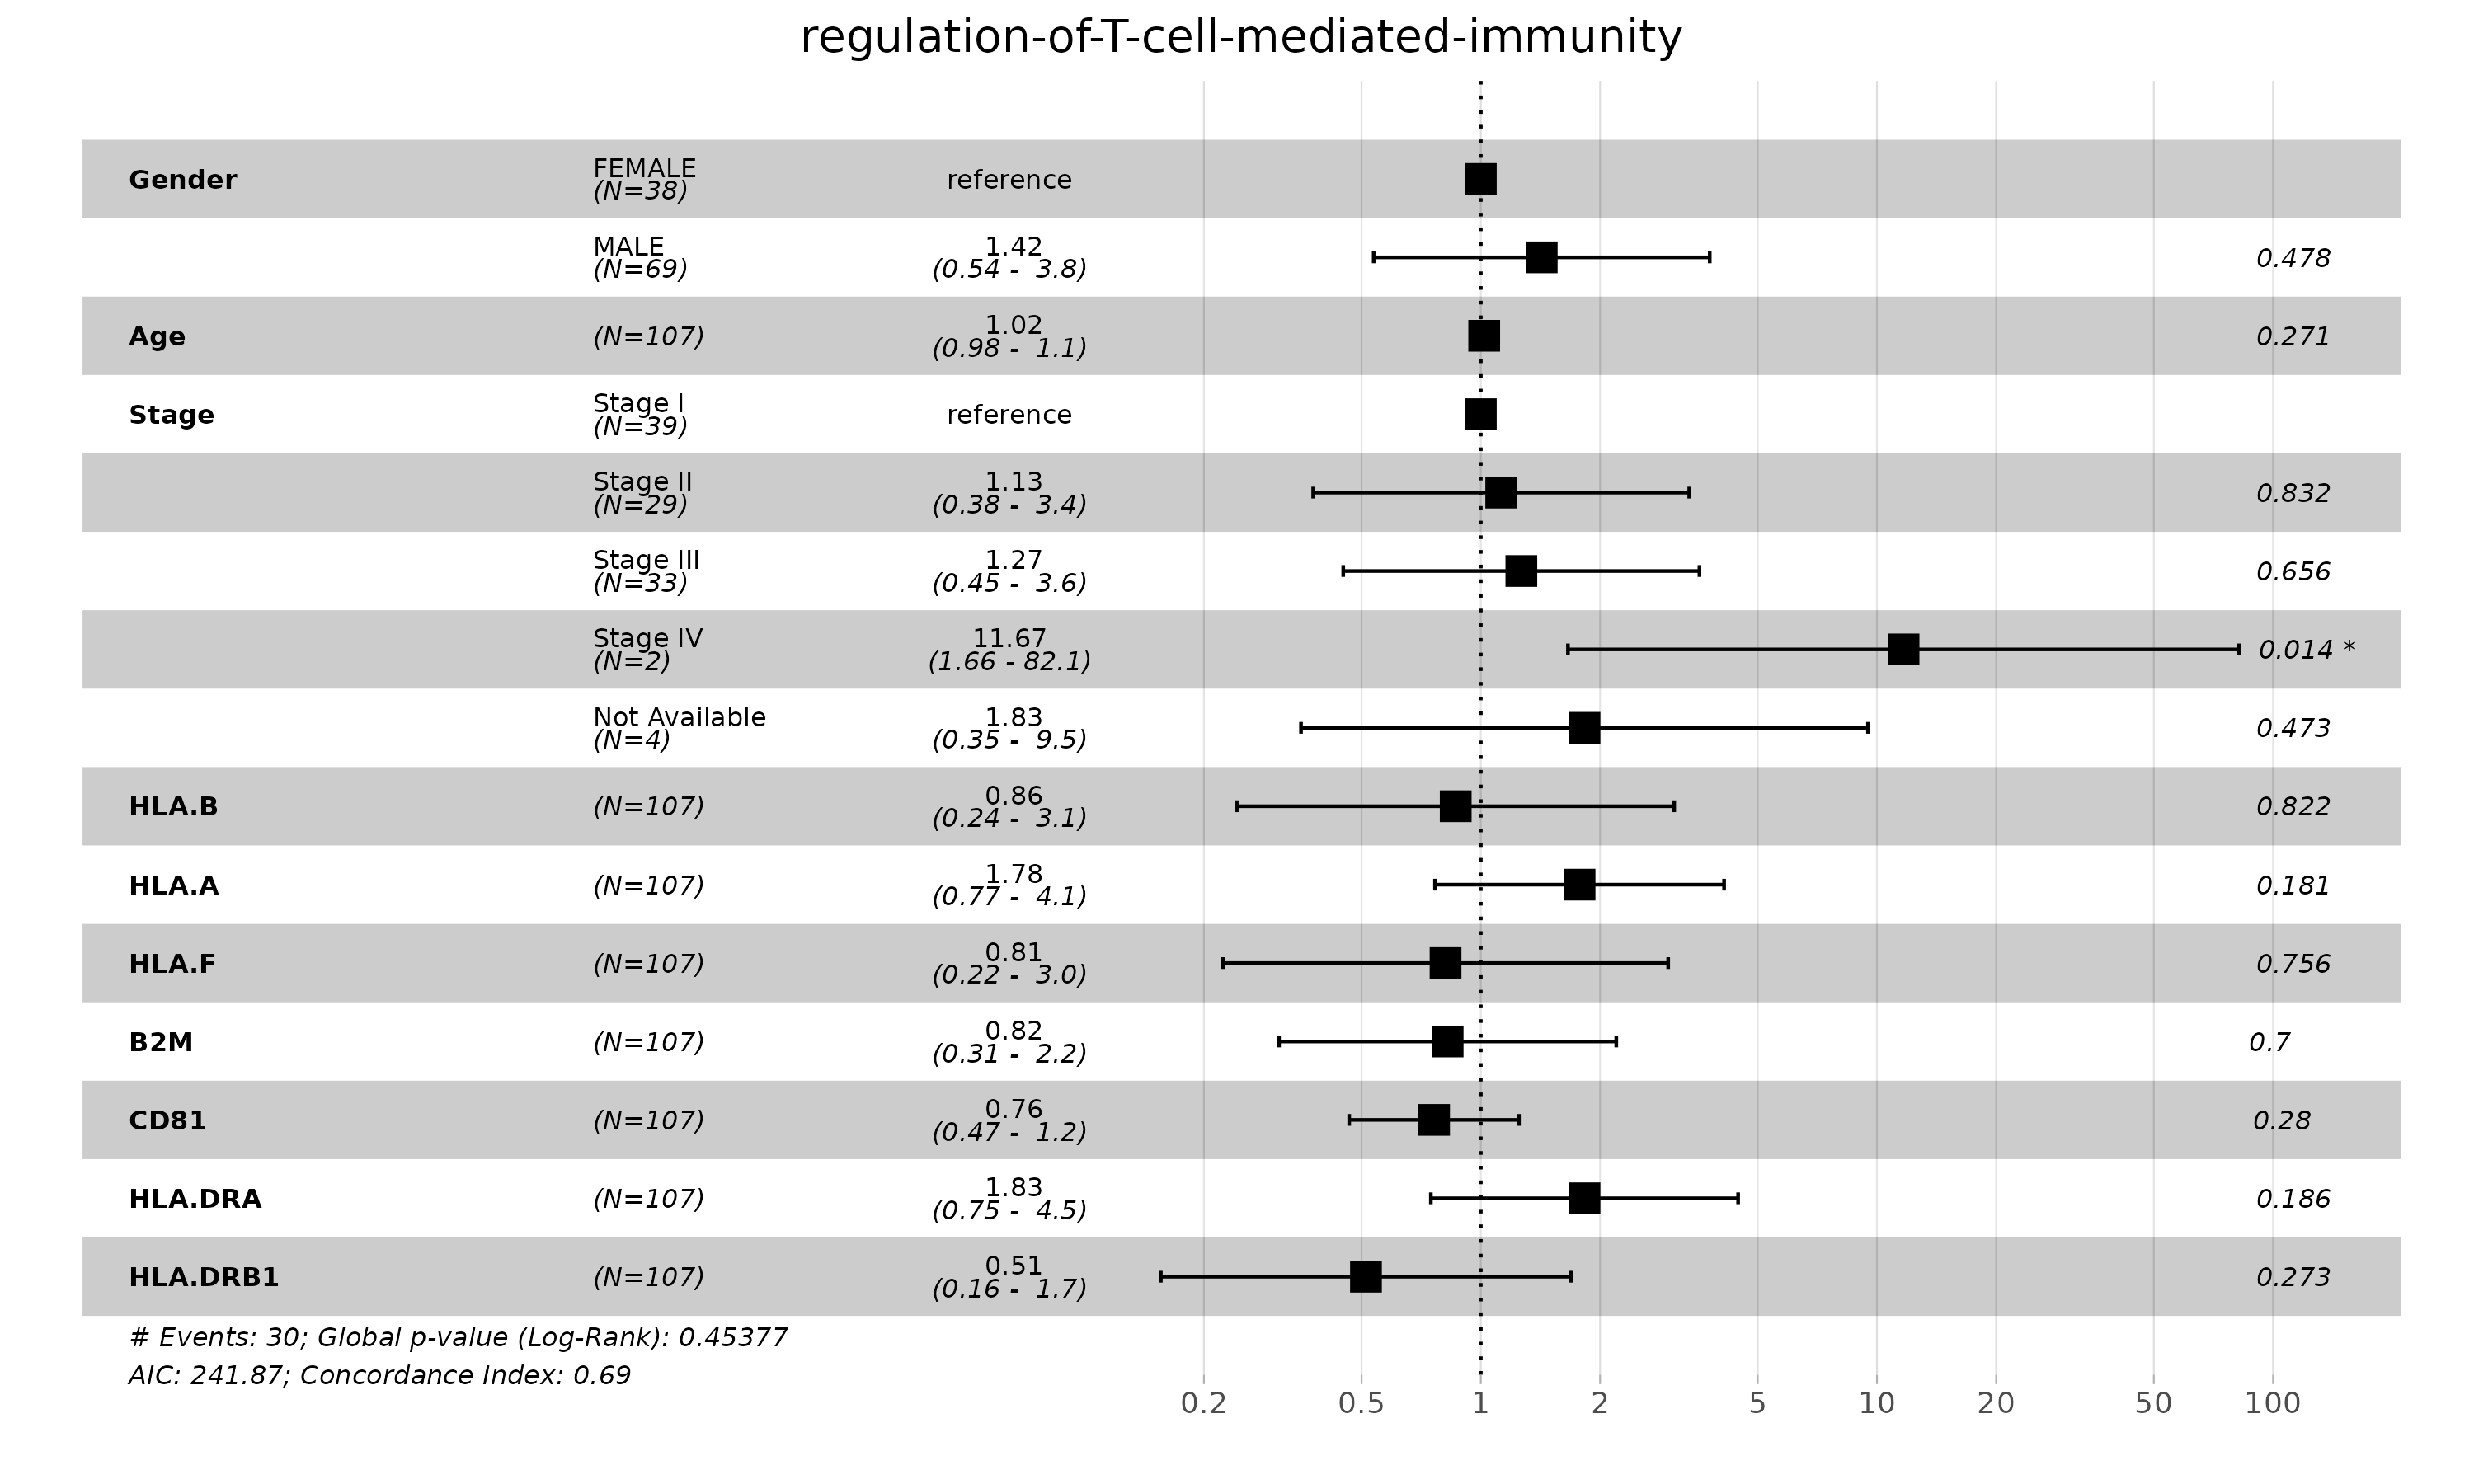 regulation-of-T-cell-mediated-immunity
Gender FEMALE (N=38) reference
MALE (N=69) 1.42 (0.54 - 3.8) 0.478
Age (N=107) 1.02 (0.98 - 1.1) 0.271
Stage Stage I (N=39) reference
Stage II (N=29) 1.13 (0.38 - 3.4) 0.832
Stage III (N=33) 1.27 (0.45 - 3.6) 0.656
Stage IV (N=2) 11.67 (1.66 - 82.1) 0.014 *
Not Available (N=4) 1.83 (0.35 - 9.5) 0.473
HLA.B (N=107) 0.86 (0.24 - 3.1) 0.822
HLA.A (N=107) 1.78 (0.77 - 4.1) 0.181
HLA.F (N=107) 0.81 (0.22 - 3.0) 0.756
B2M (N=107) 0.82 (0.31 - 2.2) 0.7
CD81 (N=107) 0.76 (0.47 - 1.2) 0.28
HLA.DRA (N=107) 1.83 (0.75 - 4.5) 0.186
HLA.DRB1 (N=107) 0.51 (0.16 - 1.7) 0.273
# Events: 30; Global p-value (Log-Rank): 0.45377
AIC: 241.87; Concordance Index: 0.69
0.2 0.5 1 2 5 10 20 50 100